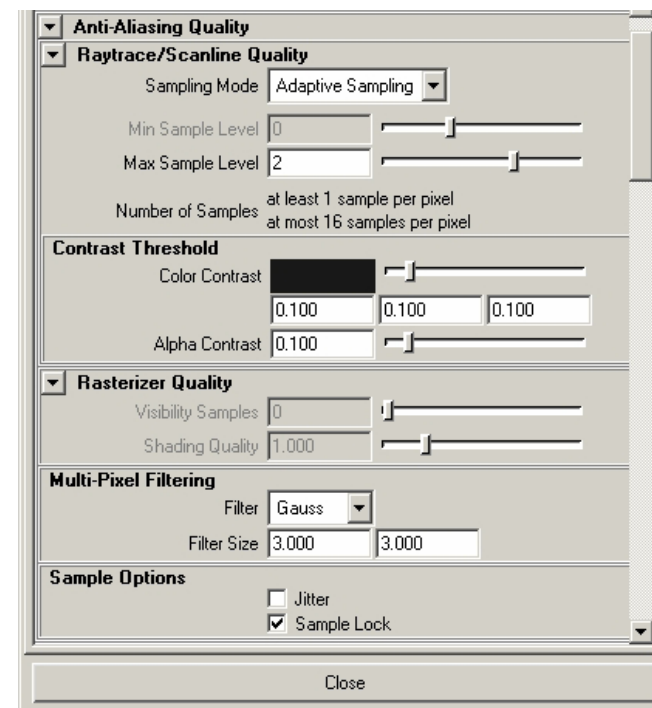 Anti-Aliasing Quality
Raytrace/Scanline Quality
Sampling Mode Adaptive Sampling
Min Sample Level 0
Max Sample Level 2
Number of Samples at least 1 sample per pixel
at most 16 samples per pixel
Contrast Threshold
Color Contrast
0.100 0.100 0.100
Alpha Contrast 0.100
Rasterizer Quality
Visibility Samples 0
Shading Quality 1.000
Multi-Pixel Filtering
Filter Gauss
Filter Size 3.000 3.000
Sample Options
Jitter
Sample Lock
Close